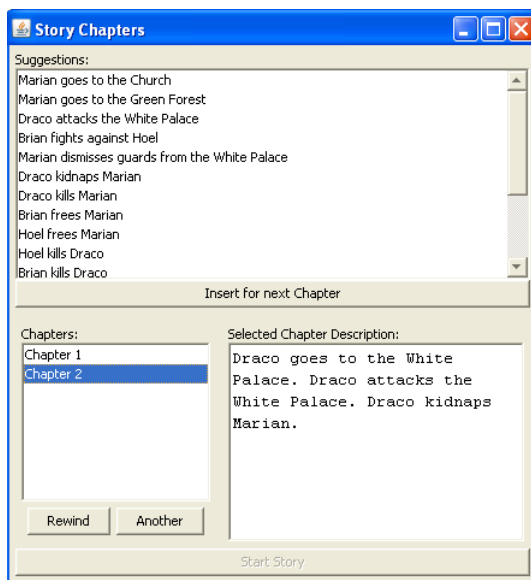 Story Chapters
Suggestions:
Marian goes to the Church
Marian goes to the Green Forest
Draco attacks the White Palace
Brian fights against Hoel
Marian dismisses guards from the White Palace
Draco kidnaps Marian
Draco kills Marian
Brian frees Marian
Hoel frees Marian
Hoel kills Draco
Brian kills Draco
Insert for next Chapter
Chapters:
Chapter 1
Chapter 2
Rewind
Another
Selected Chapter Description:
Draco goes to the White
Palace. Draco attacks the
White Palace. Draco kidnaps
Marian.
Start Story